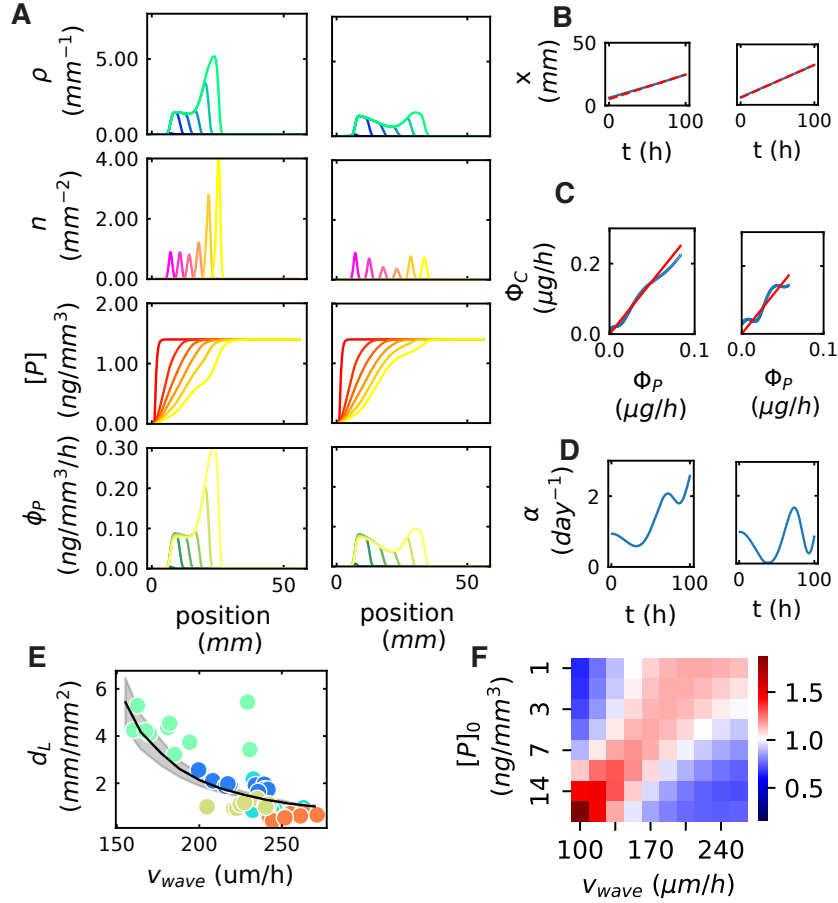 A
ρ
(mm⁻¹)
5.00
0.00
n
(mm⁻²)
4.00
2.00
0.00
[P]
(ng/mm³)
2.00
1.00
0.00
ϕ_P
(ng/mm³/h)
0.30
0.20
0.10
0.00
0
50
0
50
position
(mm)
position
(mm)
B
x
(mm)
50
0
0
100
0
100
t (h)
t (h)
C
Φ_C
(μg/h)
0.2
0.0
0.0
0.1
0.0
0.1
Φ_P
(μg/h)
Φ_P
(μg/h)
D
α
(day⁻¹)
2
0
0
100
0
100
t (h)
t (h)
E
d_L
(mm/mm²)
6
4
2
150
200
250
v_wave (um/h)
F
[P]₀
(ng/mm³)
1
3
7
14
100
170
240
v_wave (μm/h)
1.5
1.0
0.5